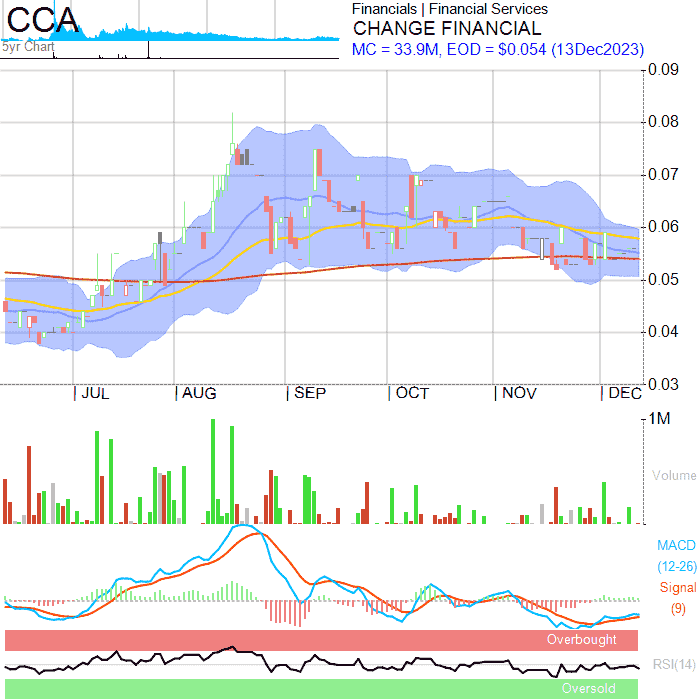 CCA
5yr Chart
Financials | Financial Services
CHANGE FINANCIAL
MC = 33.9M, EOD = $0.054 (13Dec2023)
0.09
0.08
0.07
0.06
0.05
0.04
0.03
JUL AUG SEP OCT NOV DEC
1M
Volume
MACD
(12-26)
Signal
(9)
Overbought
RSI(14)
Oversold